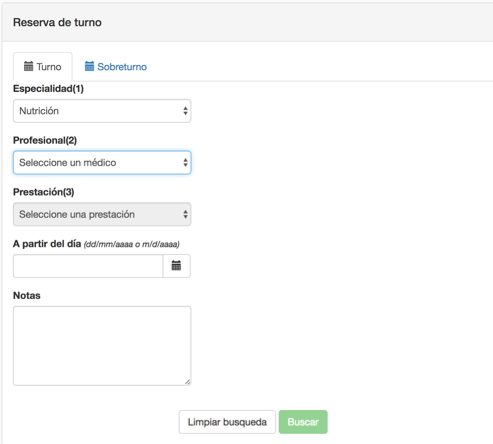 Reserva de turno
Turno
Sobreturno
Especialidad(1)
Nutrición
Profesional(2)
Seleccione un médico
Prestación(3)
Seleccione una prestación
A partir del día (dd/mm/aaaa o m/d/aaaa)
Notas
Limpiar busqueda
Buscar